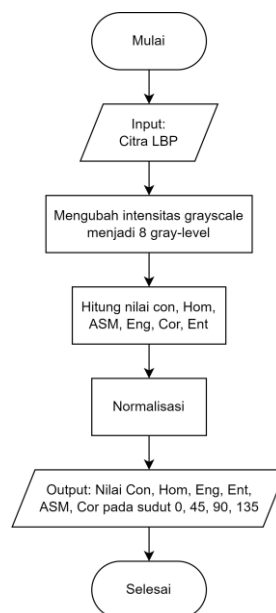 Mulai
Input:
Citra LBP
Mengubah intensitas grayscale
menjadi 8 gray-level
Hitung nilai con, Hom,
ASM, Eng, Cor, Ent
Normalisasi
Output: Nilai Con, Hom, Eng, Ent,
ASM, Cor pada sudut 0, 45, 90, 135
Selesai